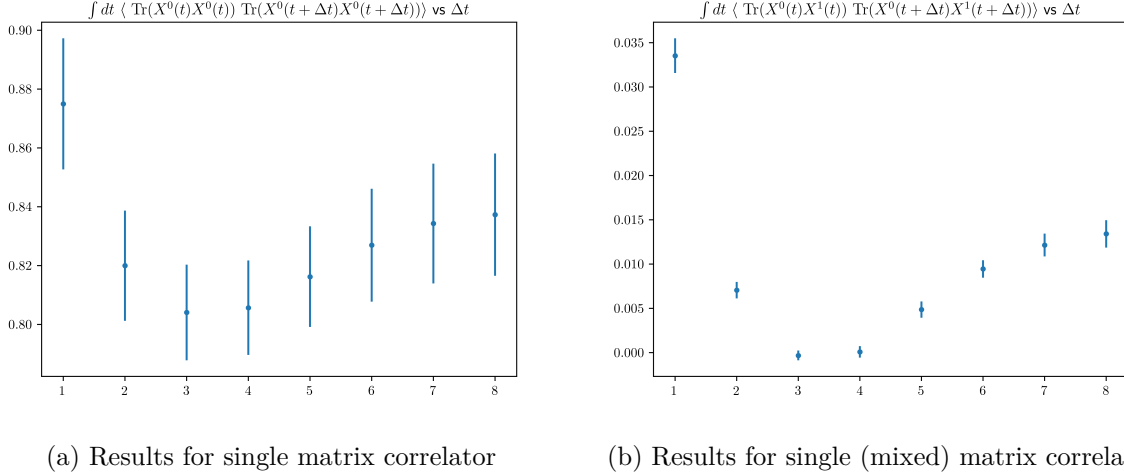 ∫ dt ⟨ Tr(X⁰(t)X⁰(t)) Tr(X⁰(t + Δt)X⁰(t + Δt))⟩ vs Δt
0.90
0.88
0.86
0.84
0.82
0.80
1 2 3 4 5 6 7 8
(a) Results for single matrix correlator
∫ dt ⟨ Tr(X⁰(t)X¹(t)) Tr(X⁰(t + Δt)X¹(t + Δt))⟩ vs Δt
0.035
0.030
0.025
0.020
0.015
0.010
0.005
0.000
1 2 3 4 5 6 7 8
(b) Results for single (mixed) matrix correla